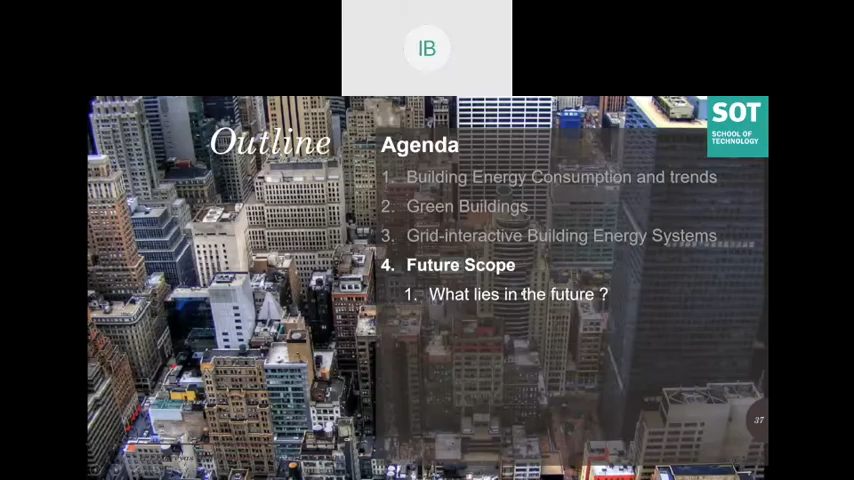 IB
Outline
Agenda
SOT
SCHOOL OF
TECHNOLOGY
1. Building Energy Consumption and trends
2. Green Buildings
3. Grid-interactive Building Energy Systems
4. Future Scope
1. What lies in the future ?
37